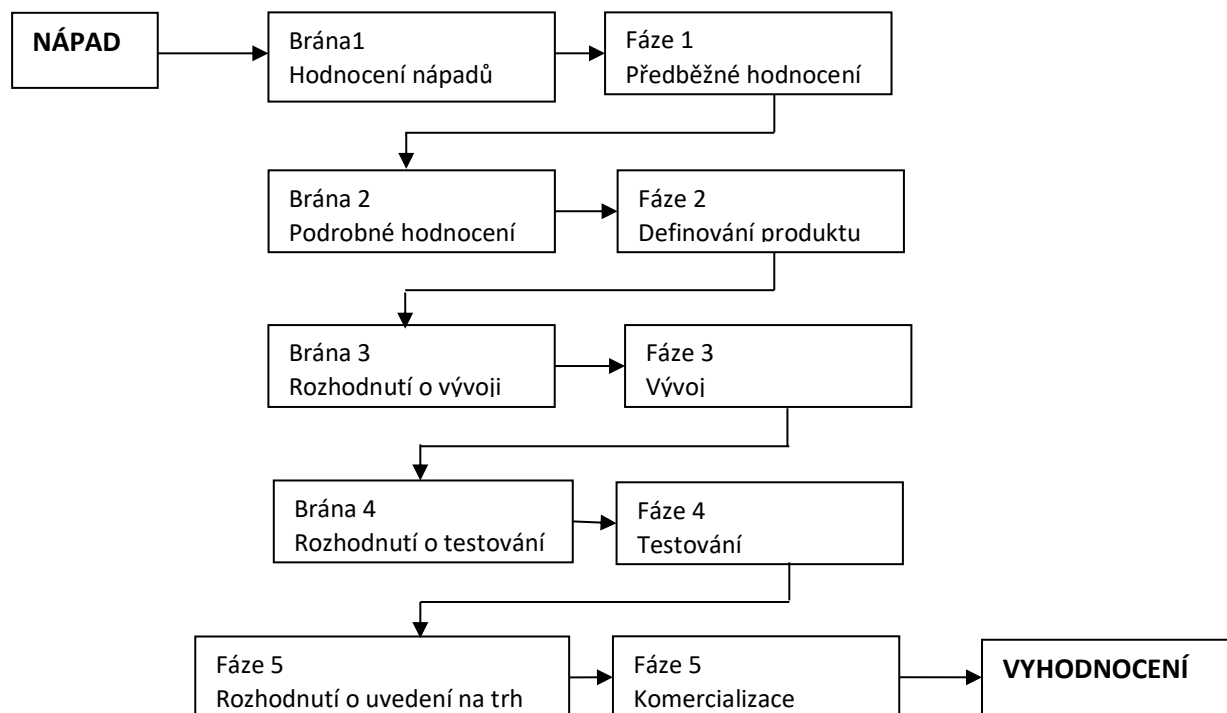 NÁPAD
Brána1
Hodnocení nápadů
Fáze 1
Předběžné hodnocení
Brána 2
Podrobné hodnocení
Fáze 2
Definování produktu
Brána 3
Rozhodnutí o vývoji
Fáze 3
Vývoj
Brána 4
Rozhodnutí o testování
Fáze 4
Testování
Fáze 5
Rozhodnutí o uvedení na trh
Fáze 5
Komercializace
VYHODNOCENÍ